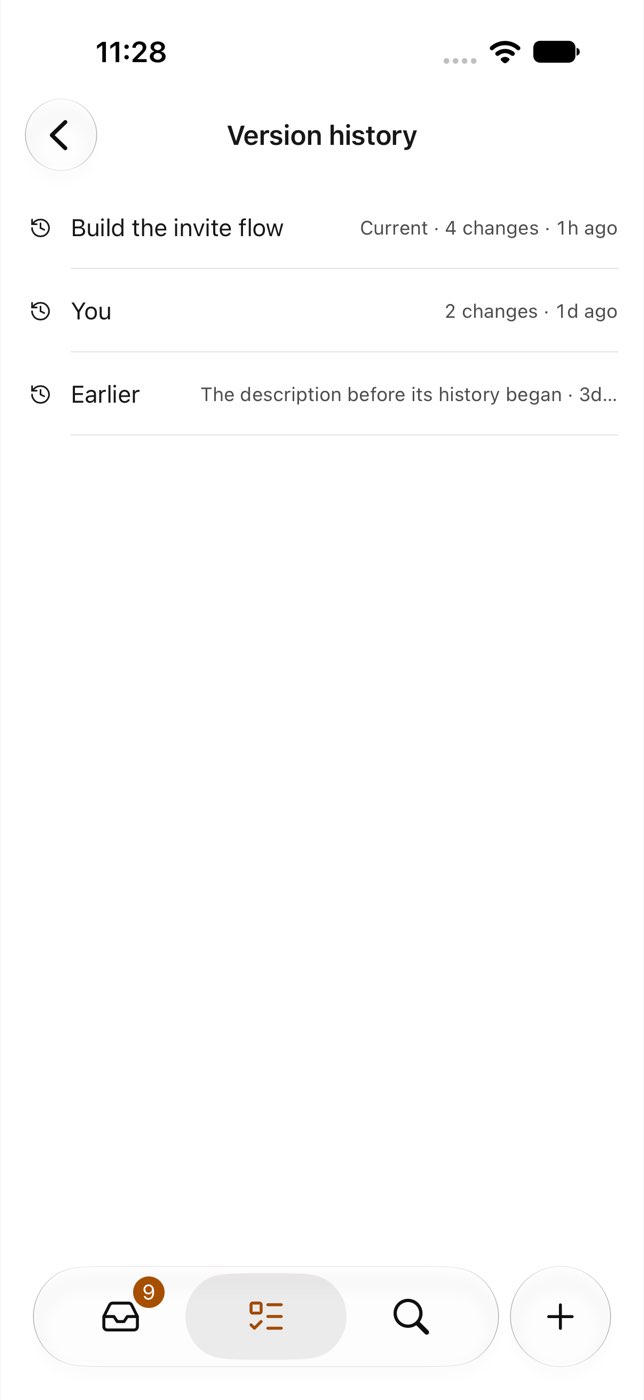 11:28
Version history
Build the invite flow Current · 4 changes · 1h ago
You 2 changes · 1d ago
Earlier The description before its history began · 3d...
9